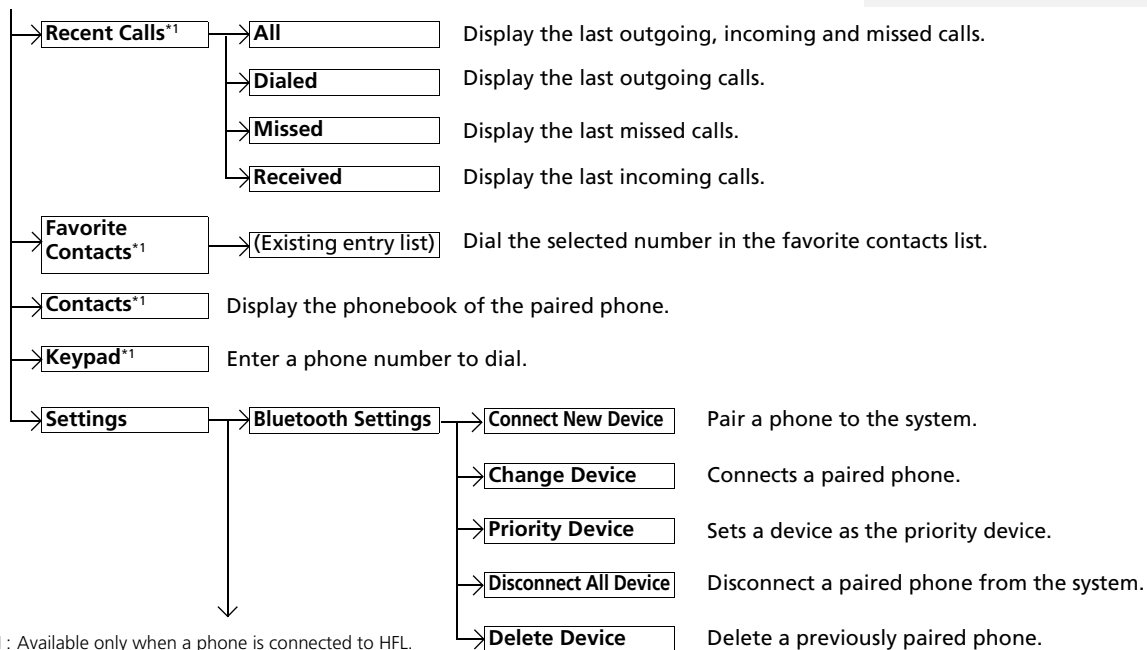 Recent Calls*1
All
Display the last outgoing, incoming and missed calls.
Dialed
Display the last outgoing calls.
Missed
Display the last missed calls.
Received
Display the last incoming calls.
Favorite
Contacts*1
(Existing entry list)
Dial the selected number in the favorite contacts list.
Contacts*1
Display the phonebook of the paired phone.
Keypad*1
Enter a phone number to dial.
Settings
Bluetooth Settings
Connect New Device
Pair a phone to the system.
Change Device
Connects a paired phone.
Priority Device
Sets a device as the priority device.
Disconnect All Device
Disconnect a paired phone from the system.
Delete Device
Delete a previously paired phone.
: Available only when a phone is connected to HFL.